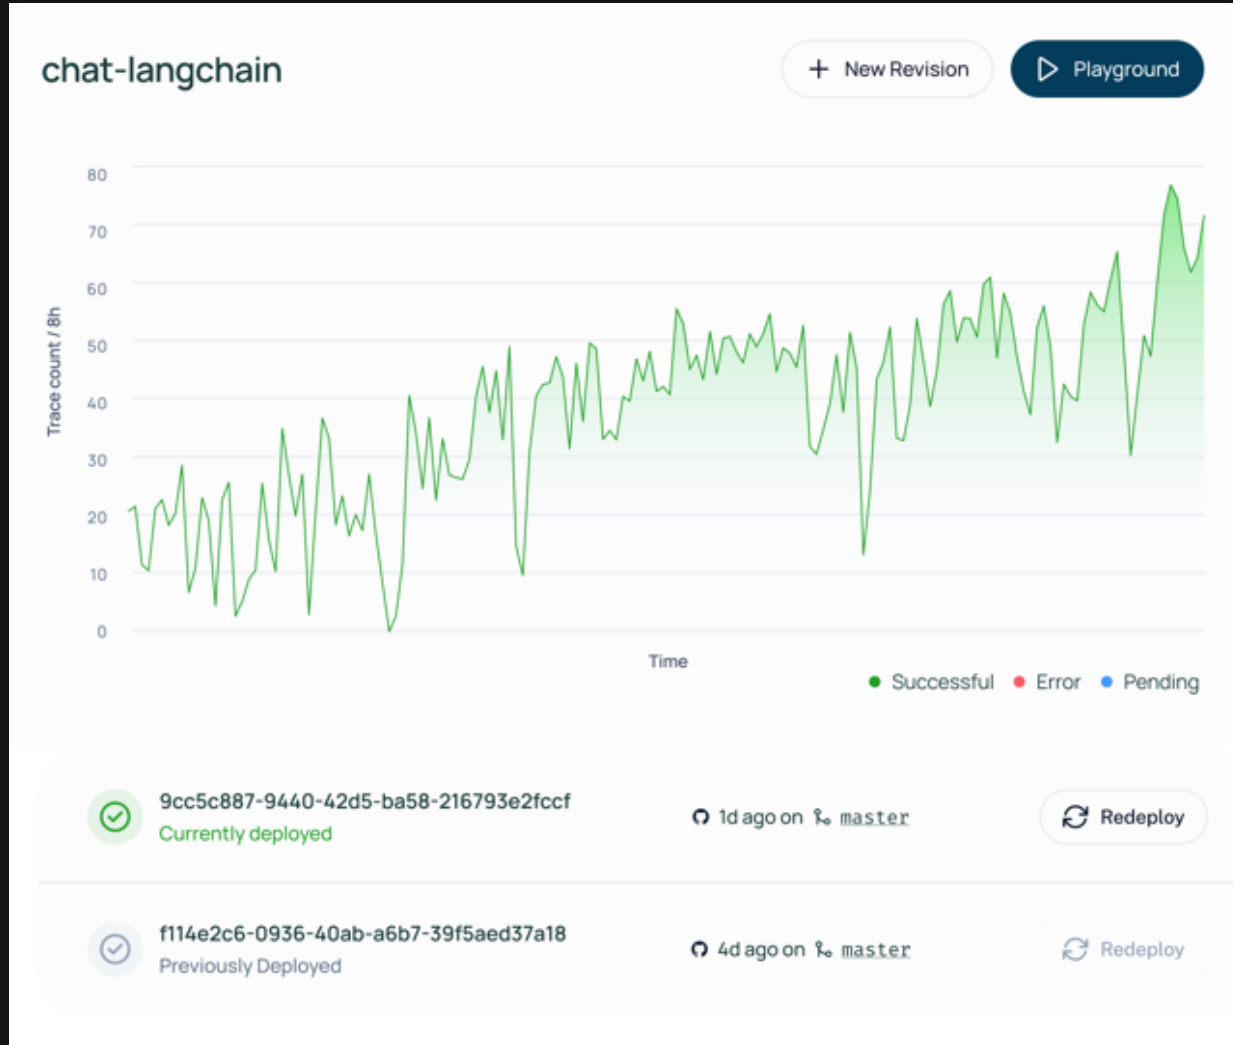 chat-langchain
New Revision
Playground
80
70
60
50
40
30
20
10
0
Trace count / 8h
Time
Successful
Error
Pending
9cc5c887-9440-42d5-ba58-216793e2fccf
Currently deployed
1d ago on master
Redeploy
f114e2c6-0936-40ab-a6b7-39f5aed37a18
Previously Deployed
4d ago on master
Redeploy